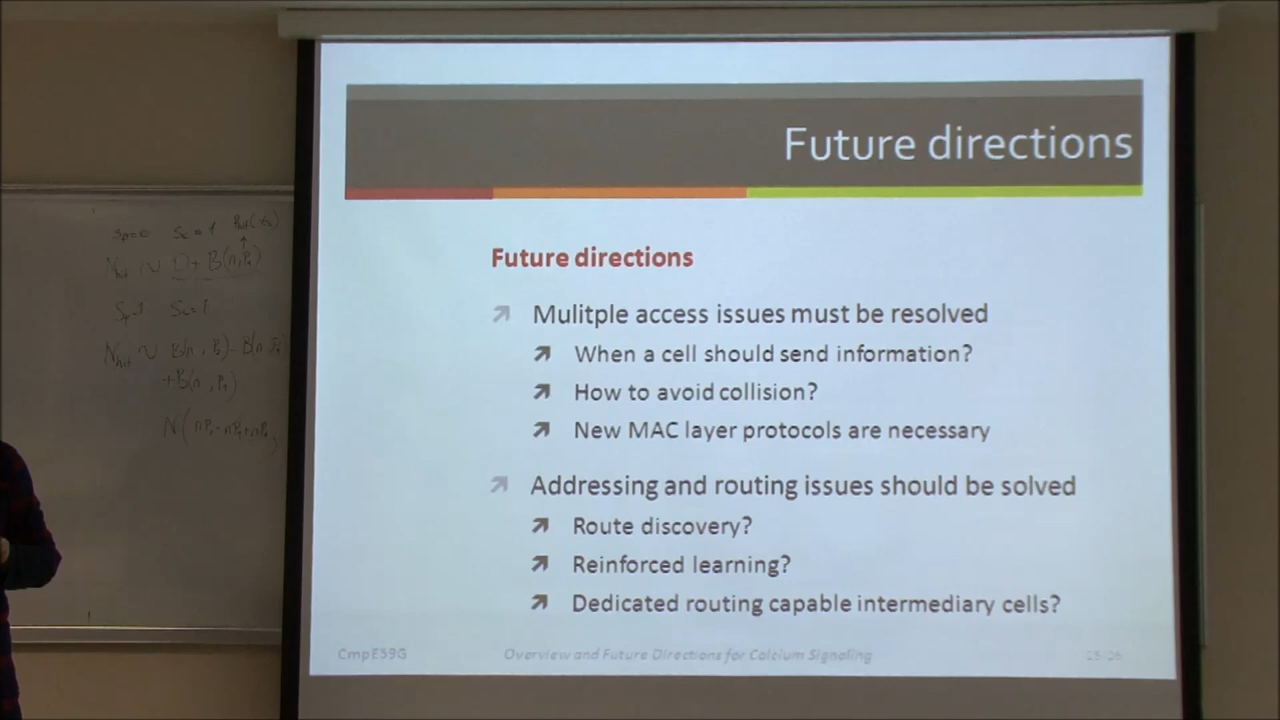 Future directions
Future directions
Mulitple access issues must be resolved
When a cell should send information?
How to avoid collision?
New MAC layer protocols are necessary
Addressing and routing issues should be solved
Route discovery?
Reinforced learning?
Dedicated routing capable intermediary cells?
CmpE59G Overview and Future Directions for Calcium Signaling